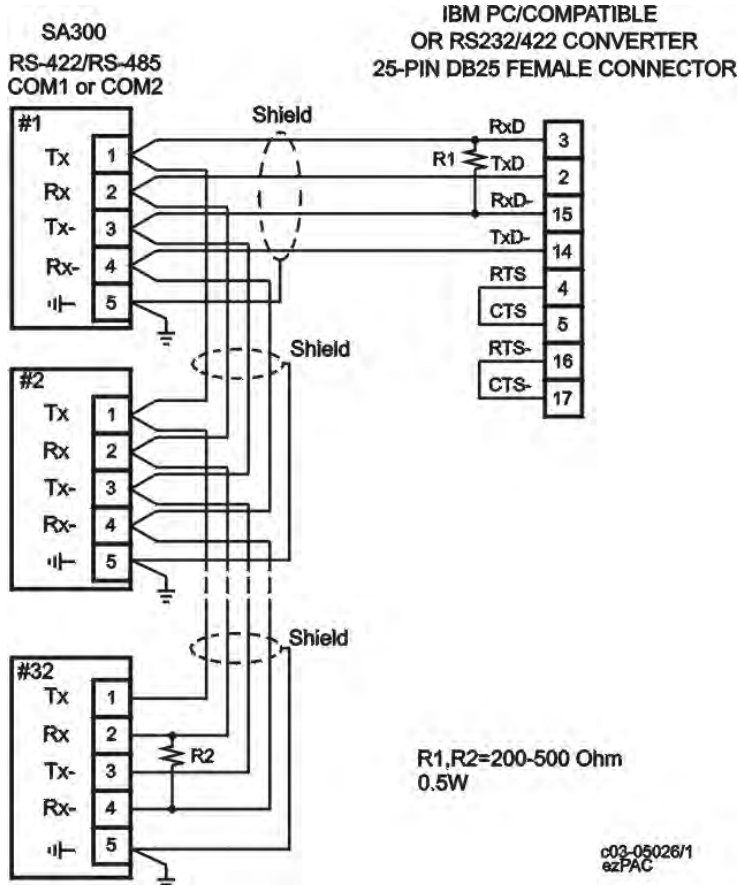 SA300
RS-422/RS-485
COM1 or COM2
IBM PC/COMPATIBLE
OR RS232/422 CONVERTER
25-PIN DB25 FEMALE CONNECTOR
#1
Tx 1
Rx 2
Tx- 3
Rx- 4
5
Shield
R1
RxD 3
TxD 2
RxD- 15
TxD- 14
RTS 4
CTS 5
RTS- 16
CTS- 17
Shield
#2
Tx 1
Rx 2
Tx- 3
Rx- 4
5
Shield
#32
Tx 1
Rx 2
Tx- 3
Rx- 4
5
R2
R1,R2=200-500 Ohm
0.5W
c03-05026/1
ezPAC